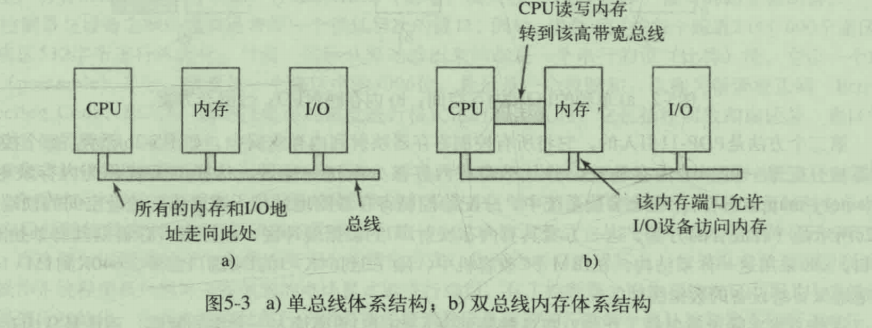 CPU读写内存
转到该高带宽总线
CPU
内存
I/O
CPU
内存
I/O
所有的内存和I/O地
址走向此处
总线
该内存端口允许
I/O设备访问内存
a)
b)
图5-3 a) 单总线体系结构；b) 双总线内存体系结构